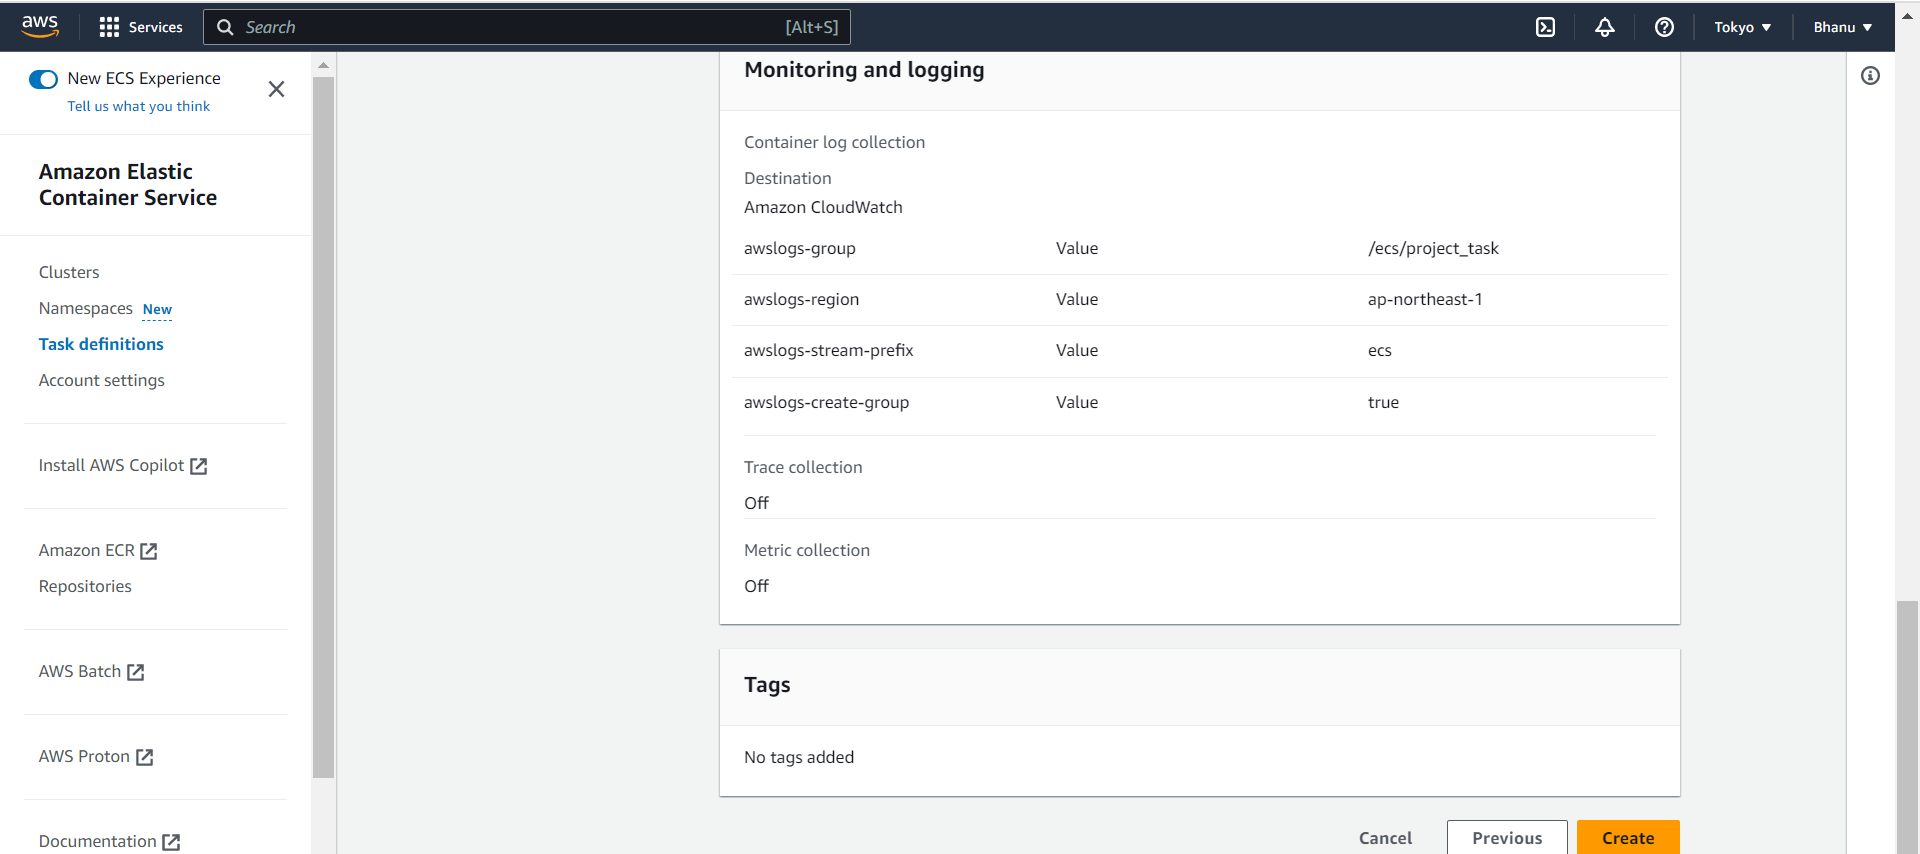 aws
Services
Search
[Alt+S]
Tokyo
Bhanu
New ECS Experience
Tell us what you think
Amazon Elastic
Container Service
Clusters
Namespaces New
Task definitions
Account settings
Install AWS Copilot
Amazon ECR
Repositories
AWS Batch
AWS Proton
Documentation
Monitoring and logging
Container log collection
Destination
Amazon CloudWatch
awslogs-group Value /ecs/project_task
awslogs-region Value ap-northeast-1
awslogs-stream-prefix Value ecs
awslogs-create-group Value true
Trace collection
Off
Metric collection
Off
Tags
No tags added
Cancel Previous Create